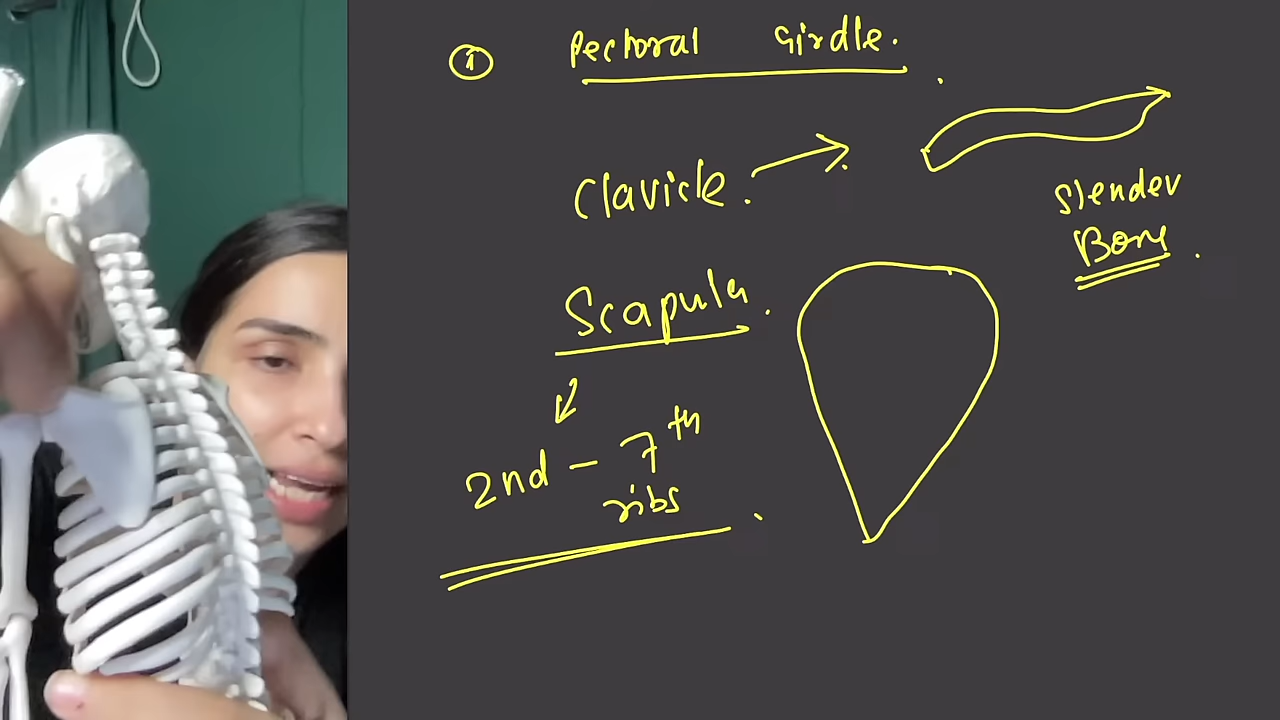 1 Pectoral Girdle.
Clavicle.
Slender
Bone
Scapula.
2nd - 7th
ribs